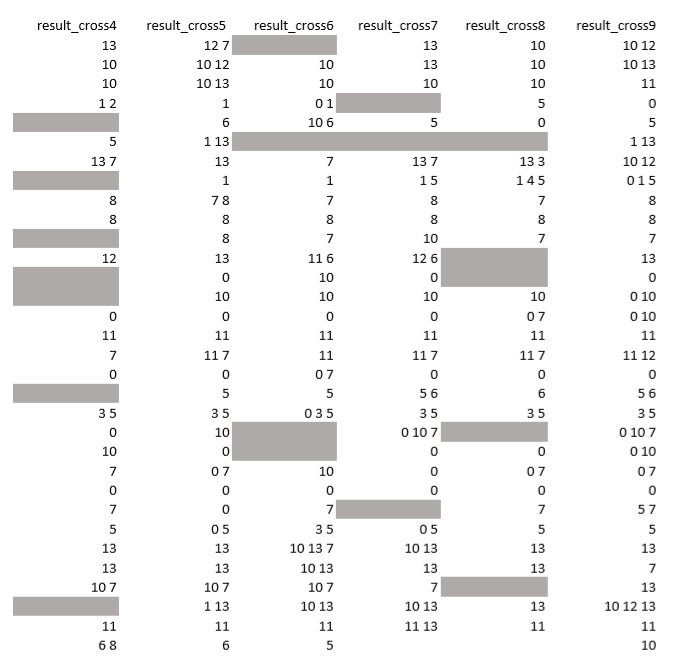 result_cross4 result_cross5 result_cross6 result_cross7 result_cross8 result_cross9
13 12 7 13 10 10 12
10 10 12 10 13 10 10 13
10 10 13 10 10 10 11
1 2 1 0 1 5 0
6 10 6 5 0 5
5 1 13 1 13
13 7 13 7 13 7 13 3 10 12
1 1 1 5 1 4 5 0 1 5
8 7 8 7 8 7 8
8 8 8 8 8 8
8 7 10 7 7
12 13 11 6 12 6 13
0 10 0 0
10 10 10 10 0 10
0 0 0 0 0 7 0 10
11 11 11 11 11 11
7 11 7 11 11 7 11 7 11 12
0 0 0 7 0 0 0
5 5 5 6 6 5 6
3 5 3 5 0 3 5 3 5 3 5 3 5
0 10 0 10 7 0 10 7
10 0 0 0 0 10
7 0 7 10 0 0 7 0 7
0 0 0 0 0 0
7 0 7 7 5 7
5 0 5 3 5 0 5 5 5
13 13 10 13 7 10 13 13 13
13 13 10 13 13 13 7
10 7 10 7 10 7 7 13
1 13 10 13 10 13 13 10 12 13
11 11 11 11 13 11 11
6 8 6 5 10